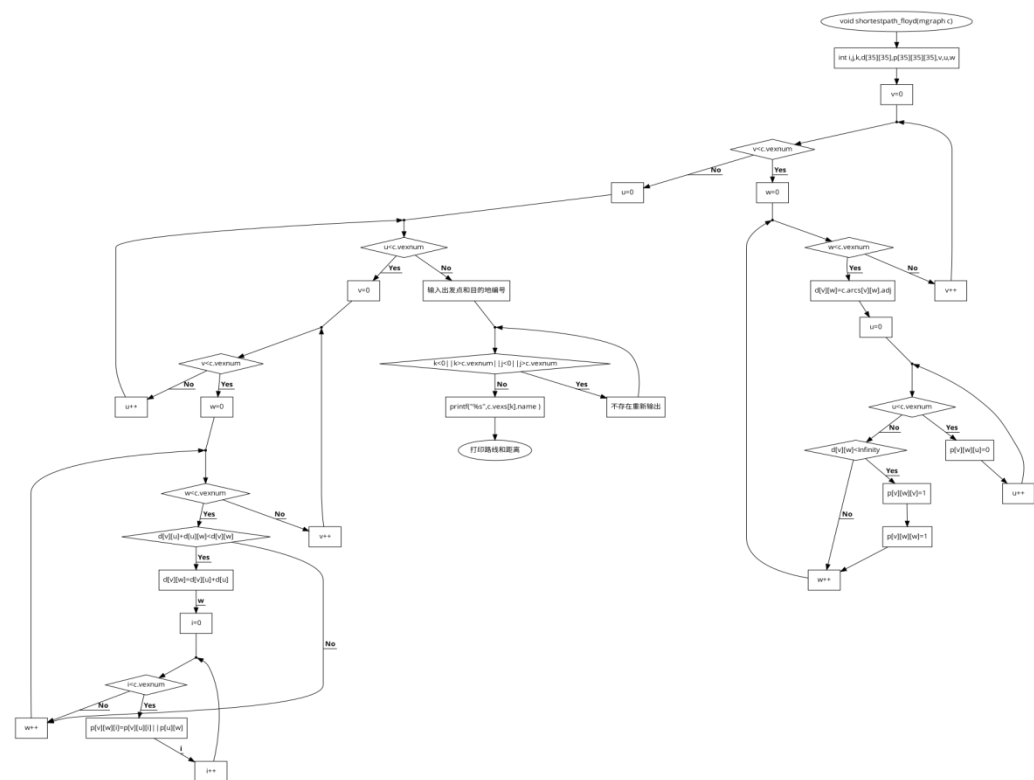 void shortestpath_floyd(mgraph c)
int i,j,k,d[35][35],p[35][35][35],v,u,w
v=0
v<c.vexnum
No
Yes
u=0
w=0
u<c.vexnum
Yes
No
v=0
输入出发点和目的地编号
v<c.vexnum
No
Yes
u++
w=0
k<0||k>c.vexnum||j<0||j>c.vexnum
No
Yes
printf("%s",c.vexs[k].name )
不存在重新输出
打印路线和距离
w<c.vexnum
Yes
No
d[v][u]+d[u][w]<d[v][w]
v++
Yes
No
d[v][w]=d[v][u]+d[u]
w
i=0
i<c.vexnum
No
Yes
w++
p[v][w][i]=p[v][u][i]||p[u][w]
i
i++
w<c.vexnum
Yes
No
d[v][w]=c.arcs[v][w].adj
v++
u=0
u<c.vexnum
No
Yes
d[v][w]<Infinity
p[v][w][u]=0
Yes
No
p[v][w][v]=1
u++
p[v][w][w]=1
w++